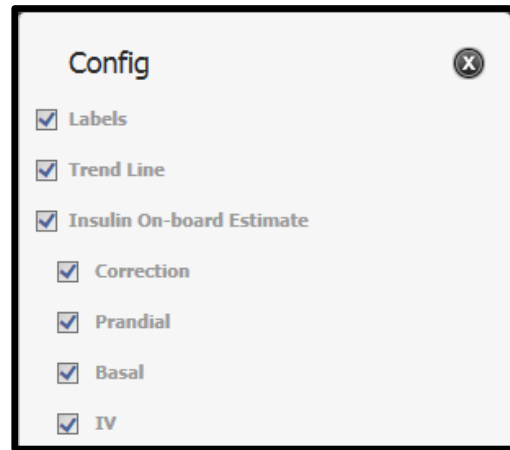 Config
Labels
Trend Line
Insulin On-board Estimate
Correction
Prandial
Basal
IV